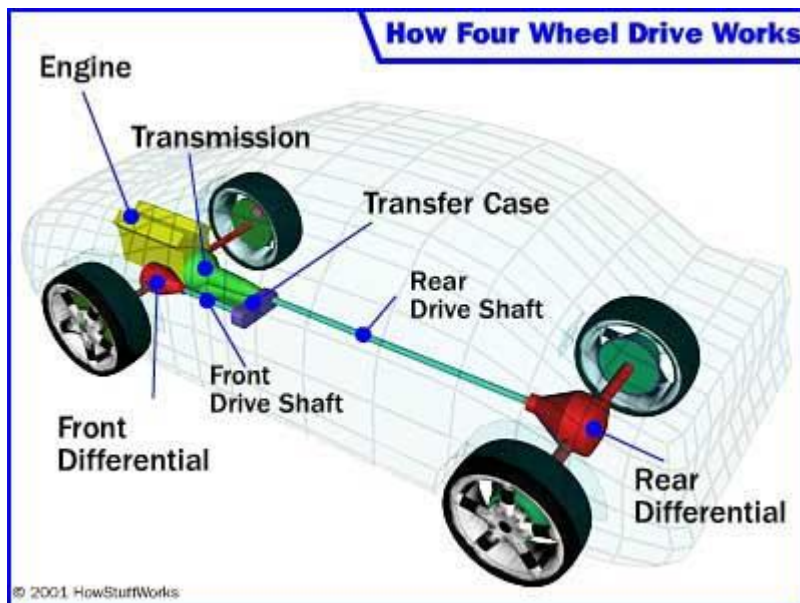 How Four Wheel Drive Works
Engine
Transmission
Transfer Case
Rear
Drive Shaft
Front
Drive Shaft
Front
Differential
Rear
Differential
© 2001 HowStuffWorks